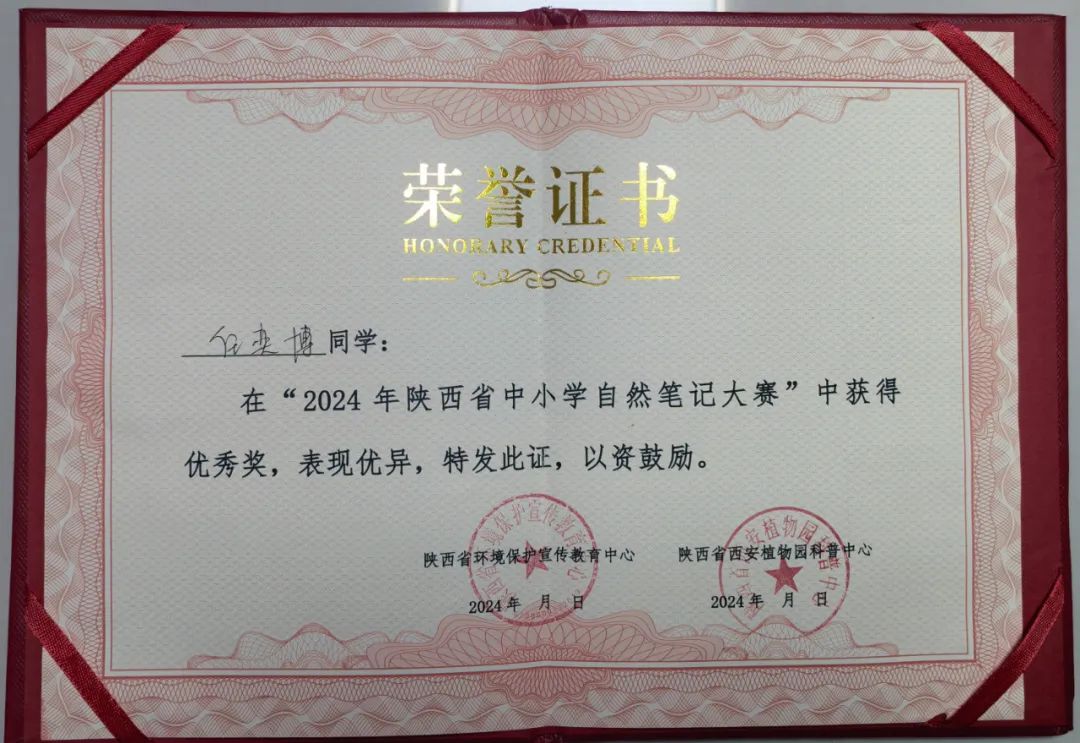 荣誉证书
HONORARY CREDENTIAL
任奕博同学：
在“2024年陕西省中小学自然笔记大赛”中获得
优秀奖，表现优异，特发此证，以资鼓励。
陕西省环境保护宣传教育中心 陕西省西安植物园科普中心
2024年 月 日 2024年 月 日